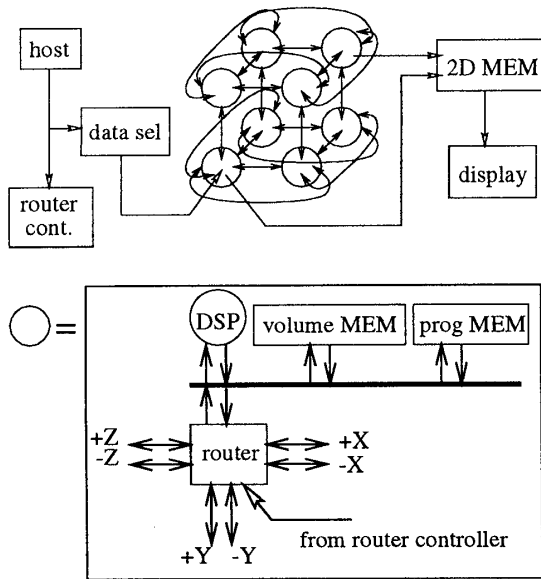 host
data sel
router
cont.
2D MEM
display
=
DSP
volume MEM
prog MEM
+Z
-Z
router
+X
-X
+Y -Y
from router controller